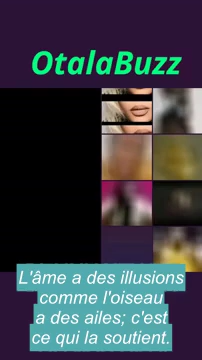 OtalaBuzz
L'âme a des illusions
comme l'oiseau
a des ailes; c'est
ce qui la soutient.